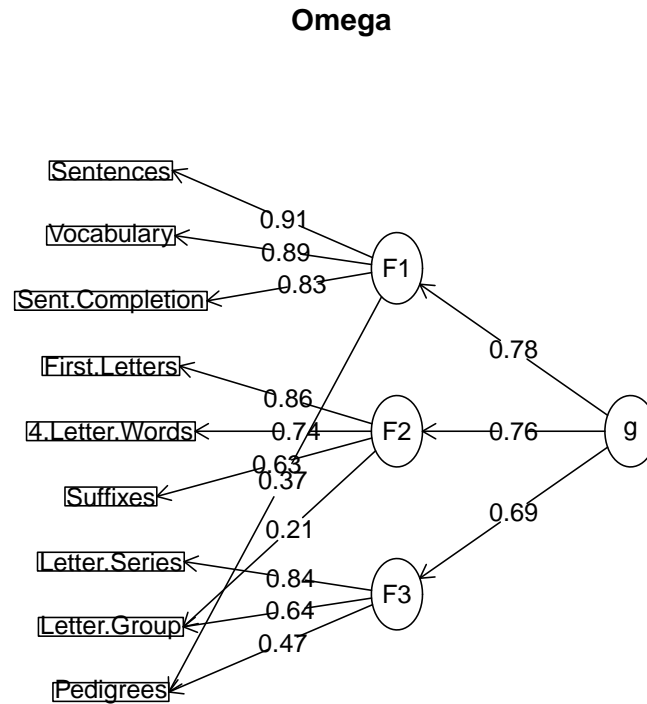 Omega
Sentences
0.91
Vocabulary
0.89
F1
Sent.Completion
0.83
0.78
First.Letters
0.86
4.Letter.Words
0.74
F2
0.76
g
0.63
0.37
Suffixes
0.69
0.21
Letter.Series
0.84
F3
Letter.Group
0.64
0.47
Pedigrees